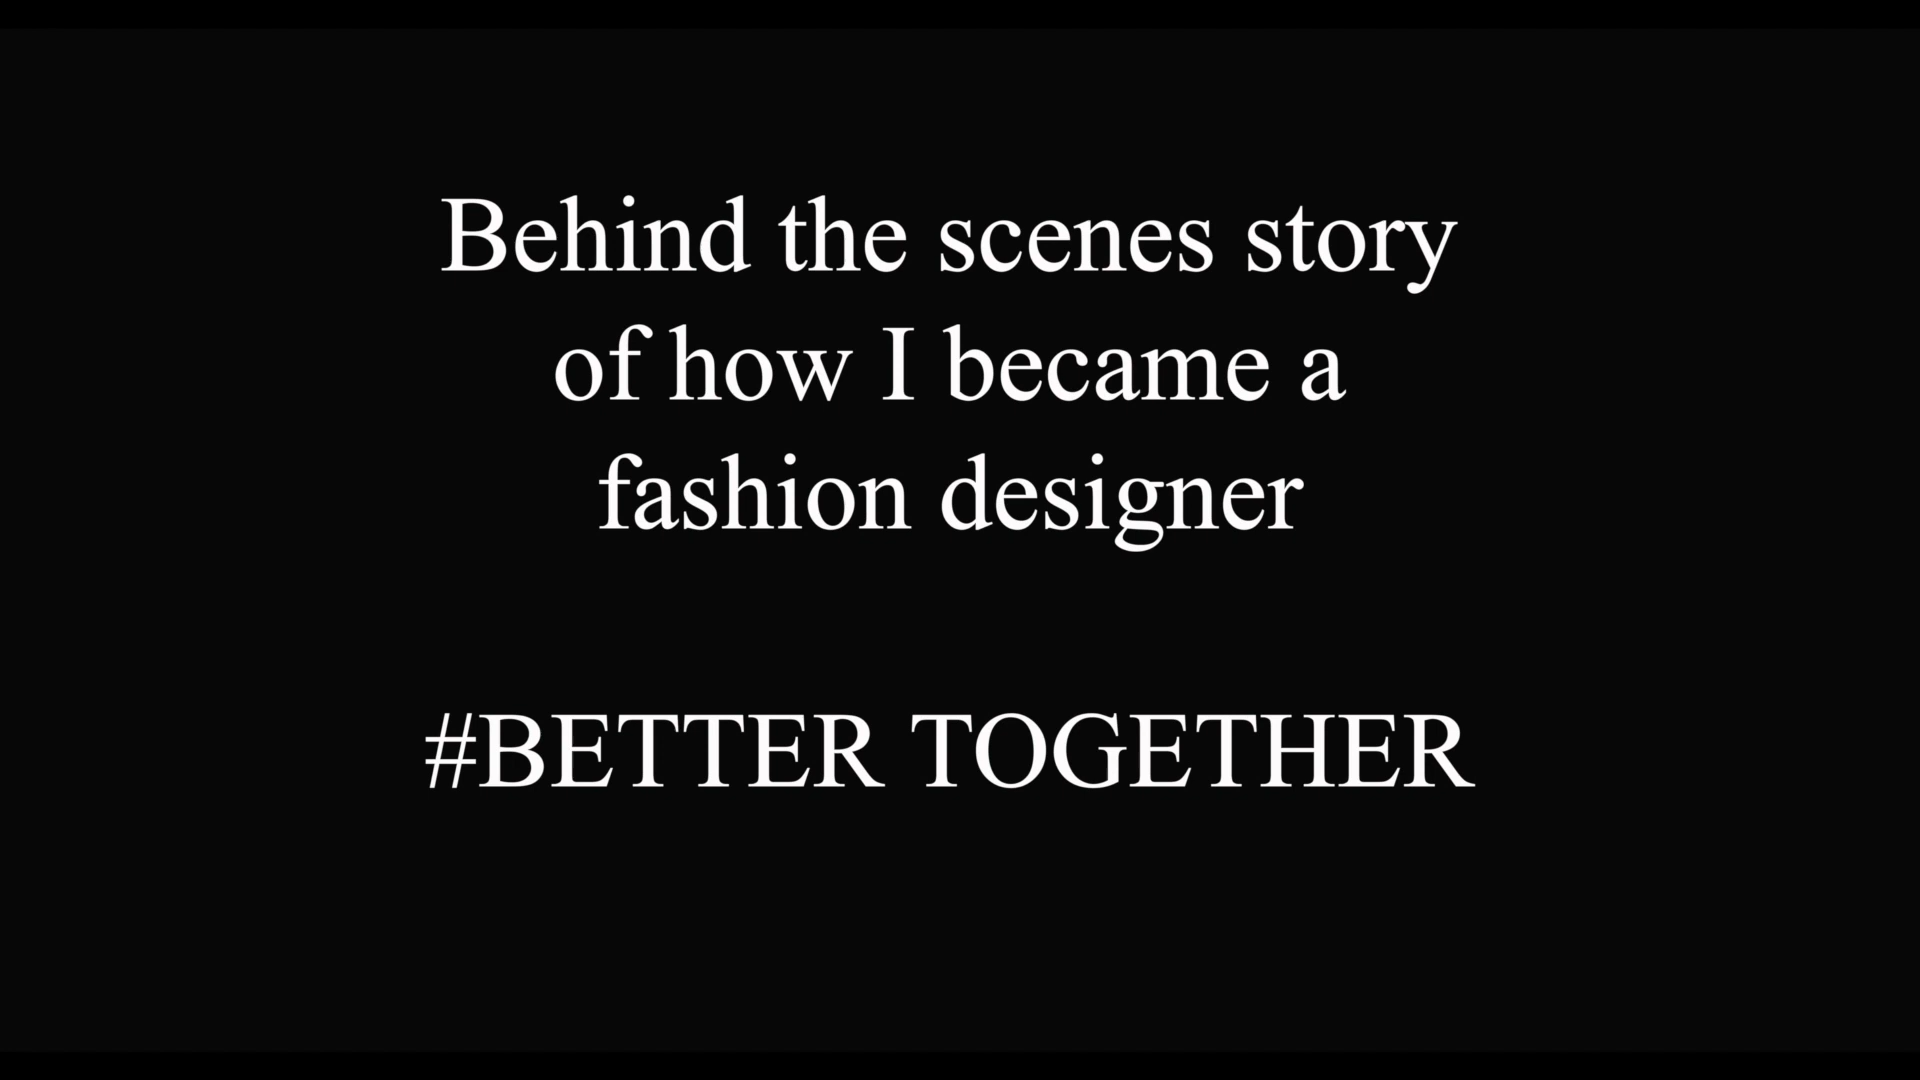 Behind the scenes story
of how I became a
fashion designer
#BETTER TOGETHER